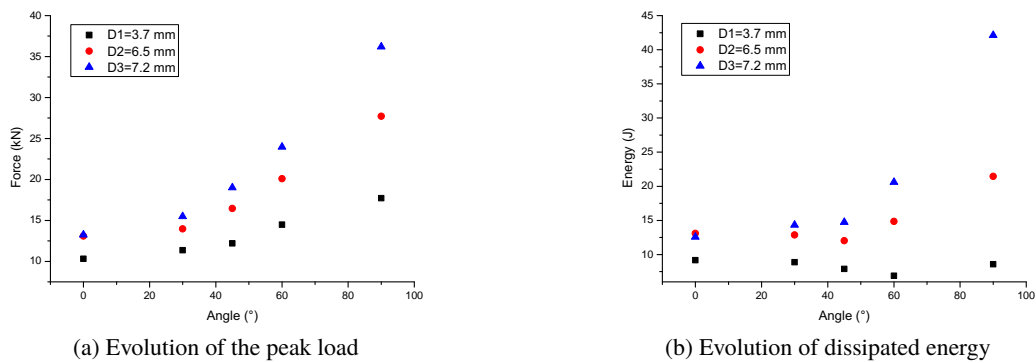 40
35
30
25
20
15
10
Force (kN)
D1=3.7 mm
D2=6.5 mm
D3=7.2 mm
0 20 40 60 80 100
Angle (°)
(a) Evolution of the peak load
45
40
35
30
25
20
15
10
Energy (J)
D1=3.7 mm
D2=6.5 mm
D3=7.2 mm
0 20 40 60 80 100
Angle (°)
(b) Evolution of dissipated energy